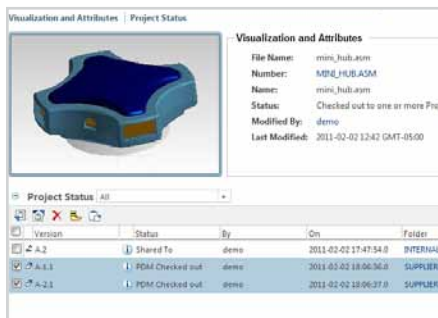 Visualization and Attributes | Project Status
Visualization and Attributes
File Name: mini_hub.asm
Number: MINI_HUB.ASM
Name: mini_hub.asm
Status: Checked out to one or more Pro
Modified By: demo
Last Modified: 2011-02-02 12:42 GMT-05:00
Project Status All
Version Status By On Folder
A.2 Shared To demo 2011-02-02 17:47:54.0 INTERNAL
A-1.1 PDM Checked out demo 2011-02-02 18:06:36.0 SUPPLIER
A-2.1 PDM Checked out demo 2011-02-02 18:06:37.0 SUPPLIER